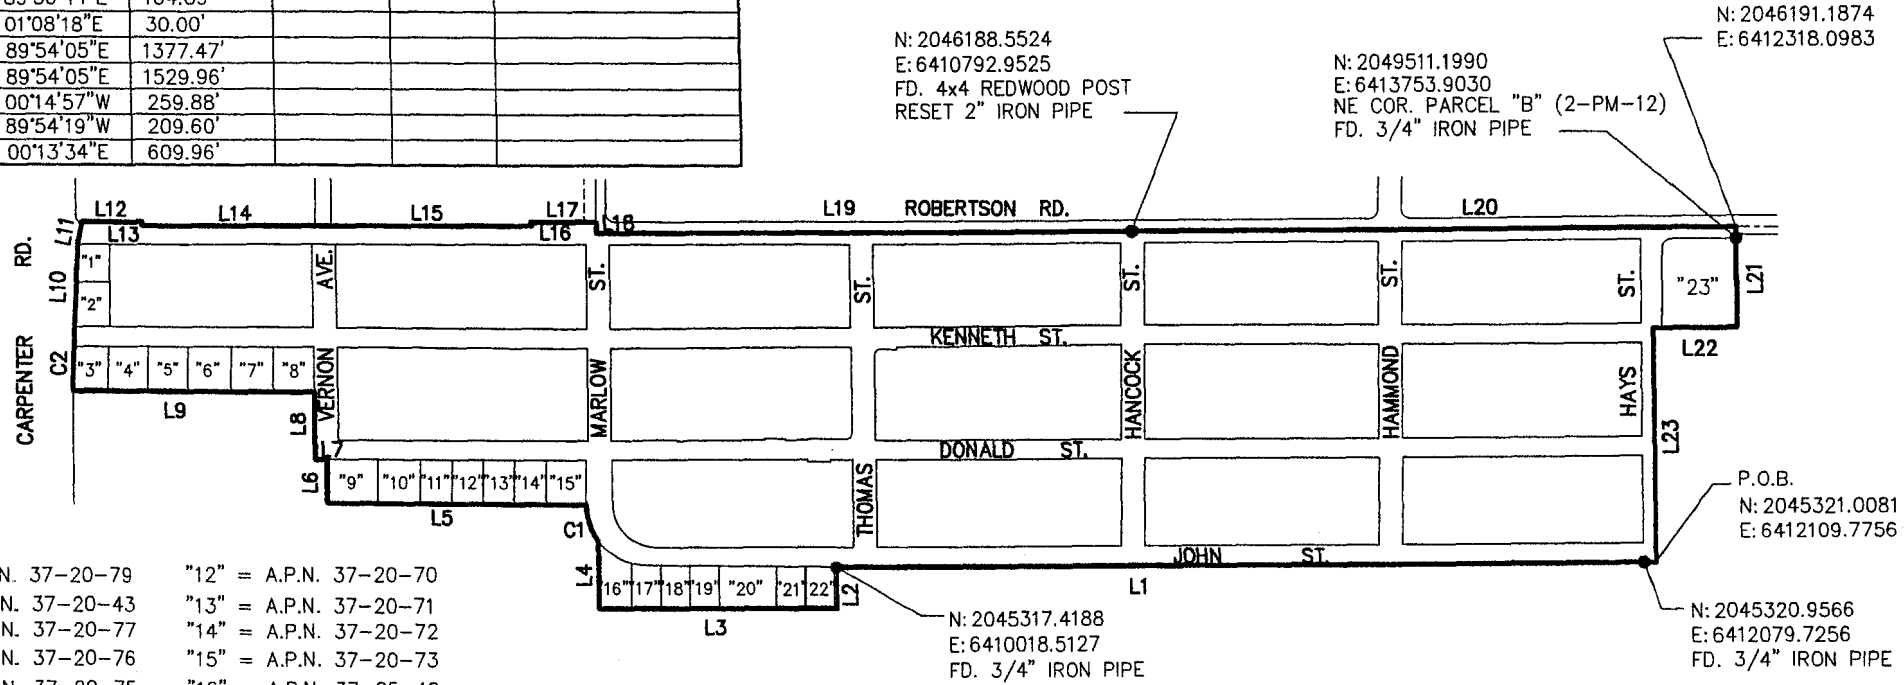 01°08'18"E 30.00'
89°54'05"E 1377.47'
89°54'05"E 1529.96'
00°14'57"W 259.88'
89°54'19"W 209.60'
00°13'34"E 609.96'
N: 2046188.5524
E: 6410792.9525
FD. 4x4 REDWOOD POST
RESET 2" IRON PIPE
N: 2049511.1990
E: 6413753.9030
NE COR. PARCEL "B" (2-PM-12)
FD. 3/4" IRON PIPE
N: 2046191.1874
E: 6412318.0983
L11
L12
L13
L14
L15
L16
L17
L18
L19
ROBERTSON RD.
L20
L21
L10
CARPENTER RD.
"1"
"2"
VERNON AVE.
MARLOW ST.
THOMAS ST.
HANCOCK ST.
HAMMOND ST.
HAYS ST.
"23"
L22
KENNETH ST.
C2
"3" "4" "5" "6" "7" "8"
L9
L8
L7
L6
"9" "10" "11" "12" "13" "14" "15"
L5
C1
DONALD ST.
L23
P.O.B.
N: 2045321.0081
E: 6412109.7756
JOHN ST.
L1
L4
"16" "17" "18" "19" "20" "21" "22"
L2
L3
N: 2045317.4188
E: 6410018.5127
FD. 3/4" IRON PIPE
N: 2045320.9566
E: 6412079.7256
FD. 3/4" IRON PIPE
N. 37-20-79 "12" = A.P.N. 37-20-70
N. 37-20-43 "13" = A.P.N. 37-20-71
N. 37-20-77 "14" = A.P.N. 37-20-72
N. 37-20-76 "15" = A.P.N. 37-20-73